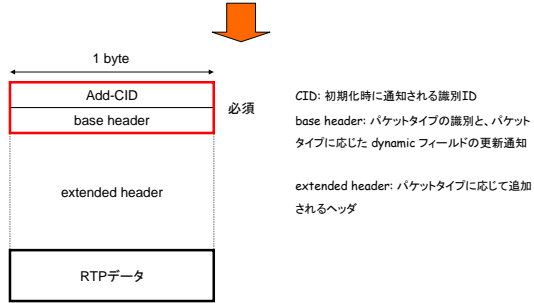 1 byte
Add-CID
base header
必須
extended header
RTPデータ
CID: 初期化時に通知される識別ID
base header: パケットタイプの識別と、パケット
タイプに応じた dynamic フィールドの更新通知
extended header: パケットタイプに応じて追加
されるヘッダ